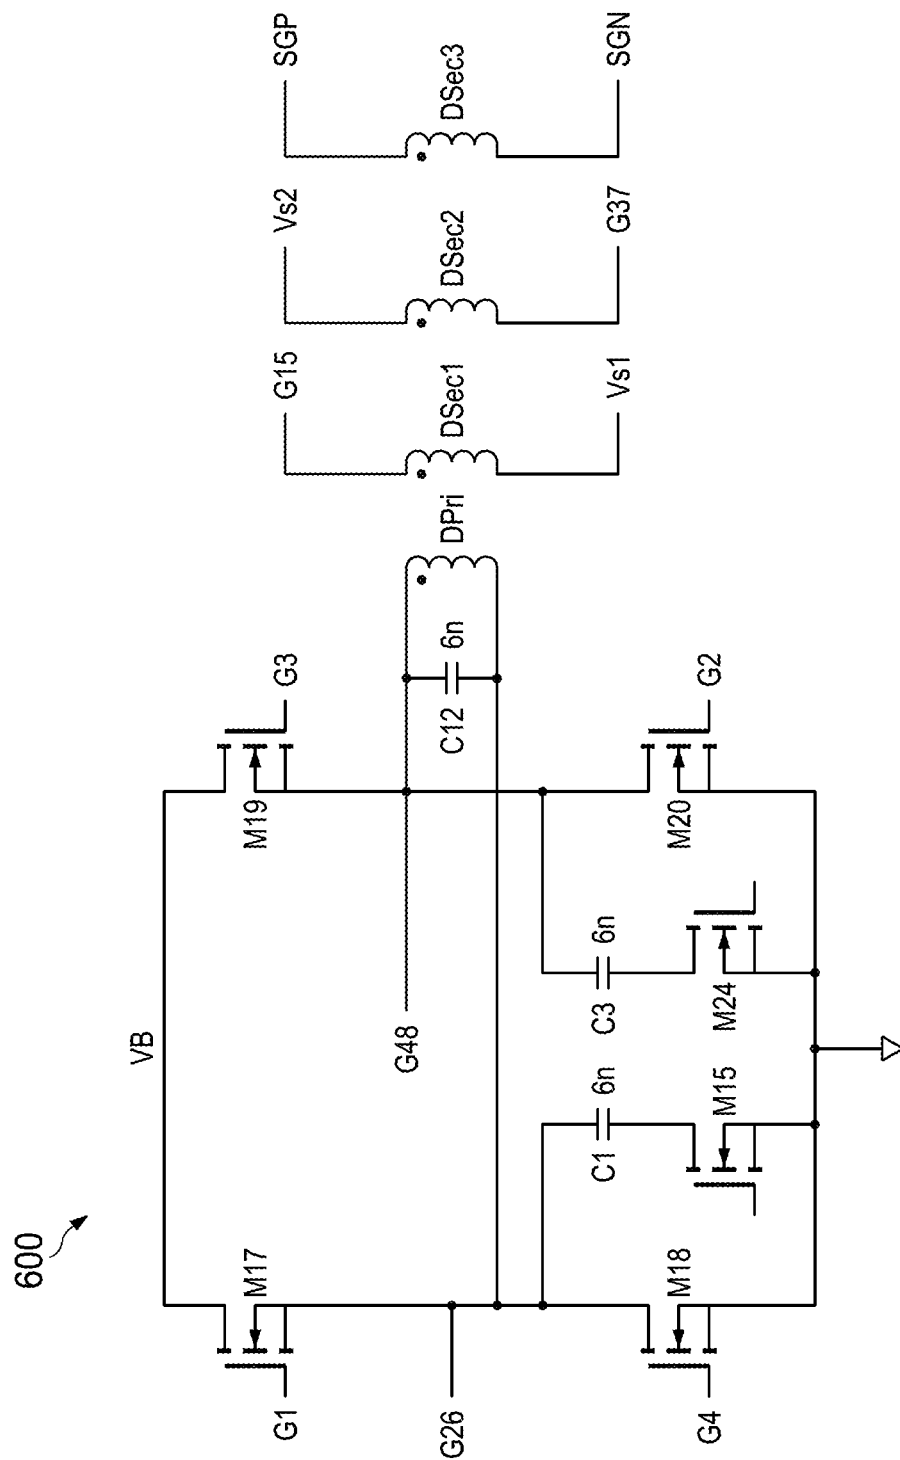 600
VB
G1
M17
M19
G3
G26
G48
C12
6n
DPri
G15
DSec1
Vs1
Vs2
DSec2
G37
SGP
DSec3
SGN
C1
6n
C3
6n
G4
M18
M15
M24
M20
G2